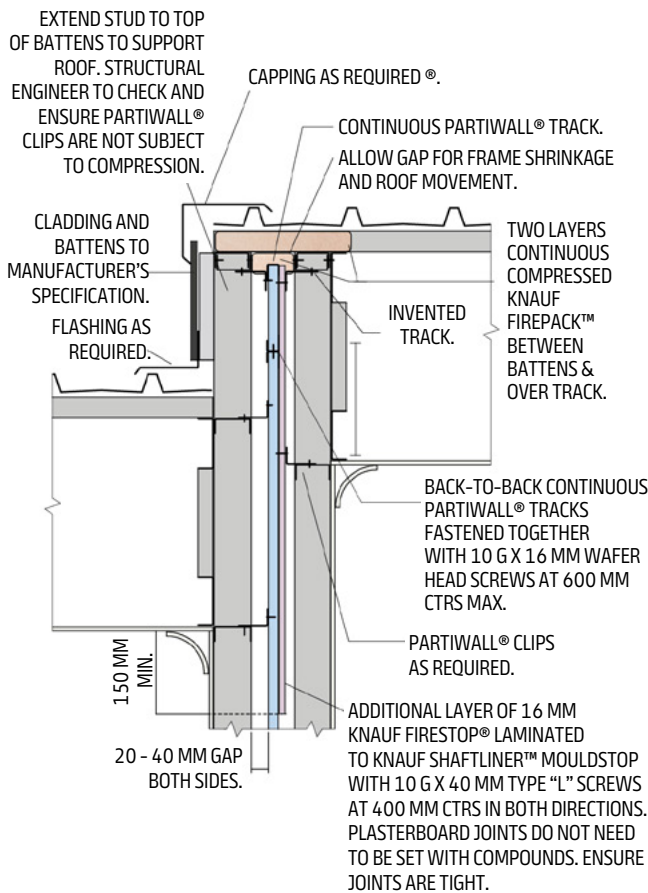 EXTEND STUD TO TOP
OF BATTENS TO SUPPORT
ROOF. STRUCTURAL
ENGINEER TO CHECK AND
ENSURE PARTIWALL®
CLIPS ARE NOT SUBJECT
TO COMPRESSION.
CAPPING AS REQUIRED ®.
CONTINUOUS PARTIWALL® TRACK.
ALLOW GAP FOR FRAME SHRINKAGE
AND ROOF MOVEMENT.
CLADDING AND
BATTENS TO
MANUFACTURER'S
SPECIFICATION.
FLASHING AS
REQUIRED.
INVENTED
TRACK.
TWO LAYERS
CONTINUOUS
COMPRESSED
KNAUF
FIREPACK™
BETWEEN
BATTENS &
OVER TRACK.
BACK-TO-BACK CONTINUOUS
PARTIWALL® TRACKS
FASTENED TOGETHER
WITH 10 G X 16 MM WAFER
HEAD SCREWS AT 600 MM
CTRS MAX.
PARTIWALL® CLIPS
AS REQUIRED.
150 MM
MIN.
20 - 40 MM GAP
BOTH SIDES.
ADDITIONAL LAYER OF 16 MM
KNAUF FIRESTOP® LAMINATED
TO KNAUF SHAFTLINER™ MOULDSTOP
WITH 10 G X 40 MM TYPE “L” SCREWS
AT 400 MM CTRS IN BOTH DIRECTIONS.
PLASTERBOARD JOINTS DO NOT NEED
TO BE SET WITH COMPOUNDS. ENSURE
JOINTS ARE TIGHT.